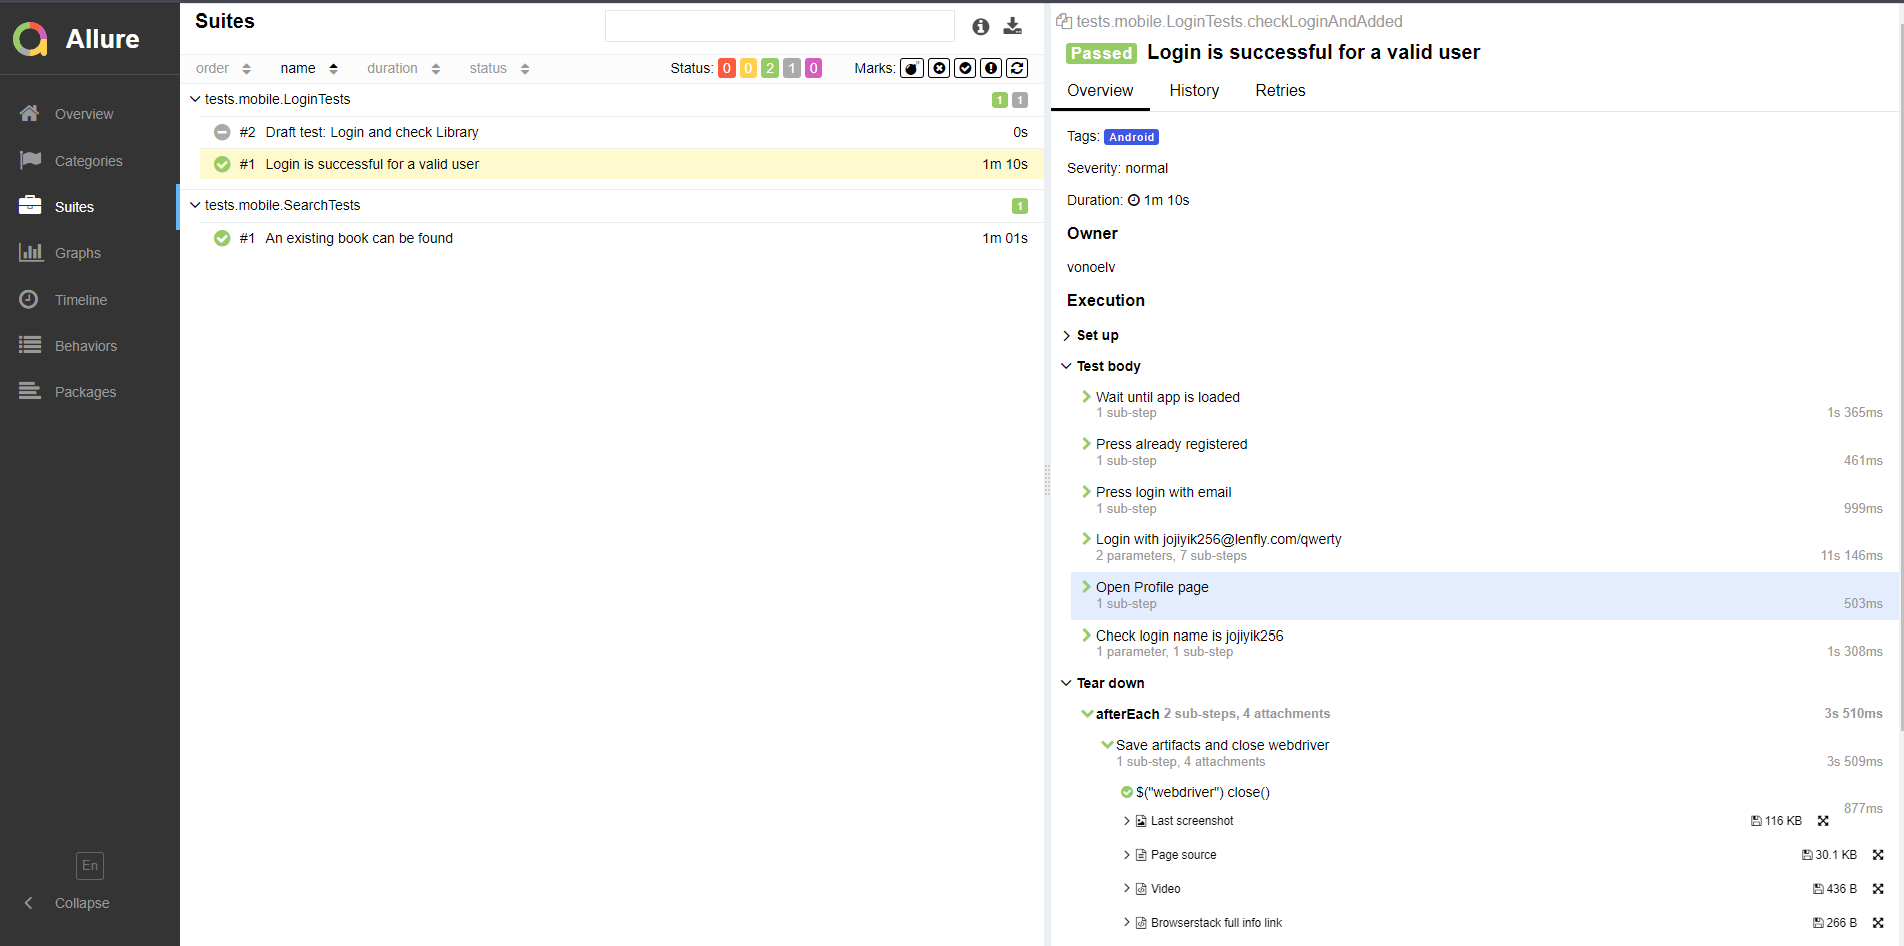 Allure
Overview
Categories
Suites
Graphs
Timeline
Behaviors
Packages
En
Collapse
Suites
order name duration status Status: 0 0 2 1 0 Marks:
tests.mobile.LoginTests 1 1
#2 Draft test: Login and check Library 0s
#1 Login is successful for a valid user 1m 10s
tests.mobile.SearchTests 1
#1 An existing book can be found 1m 01s
tests.mobile.LoginTests.checkLoginAndAdded
Passed Login is successful for a valid user
Overview History Retries
Tags: Android
Severity: normal
Duration: 1m 10s
Owner
vonoelv
Execution
Set up
Test body
Wait until app is loaded
1 sub-step 1s 365ms
Press already registered
1 sub-step 461ms
Press login with email
1 sub-step 999ms
Login with jojiyik256@lenfly.com/qwerty
2 parameters, 7 sub-steps 11s 146ms
Open Profile page
1 sub-step 503ms
Check login name is jojiyik256
1 parameter, 1 sub-step 1s 308ms
Tear down
afterEach 2 sub-steps, 4 attachments 3s 510ms
Save artifacts and close webdriver
1 sub-step, 4 attachments 3s 509ms
$("webdriver") close()
877ms
Last screenshot 116 KB
Page source 30.1 KB
Video 436 B
Browserstack full info link 266 B